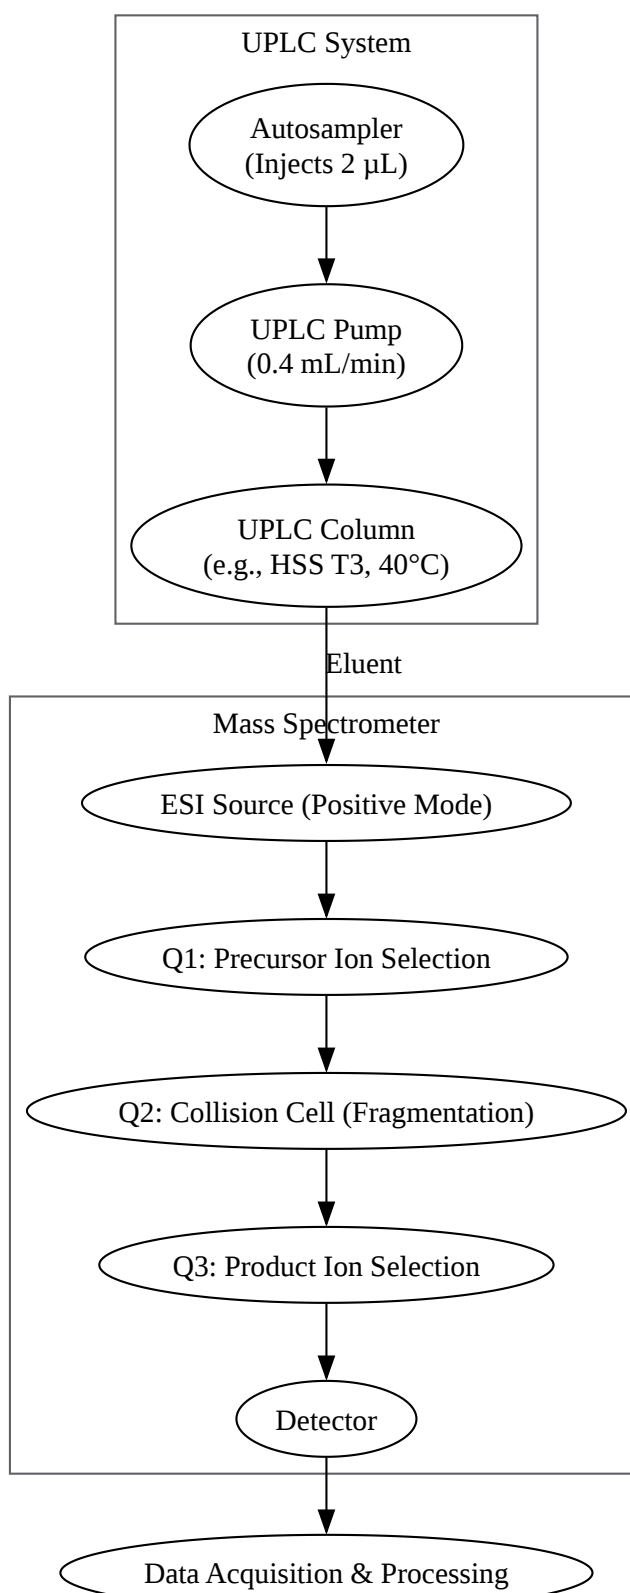 UPLC System
Autosampler
(Injects 2 µL)
UPLC Pump
(0.4 mL/min)
UPLC Column
(e.g., HSS T3, 40°C)
Eluent
Mass Spectrometer
ESI Source (Positive Mode)
Q1: Precursor Ion Selection
Q2: Collision Cell (Fragmentation)
Q3: Product Ion Selection
Detector
Data Acquisition & Processing